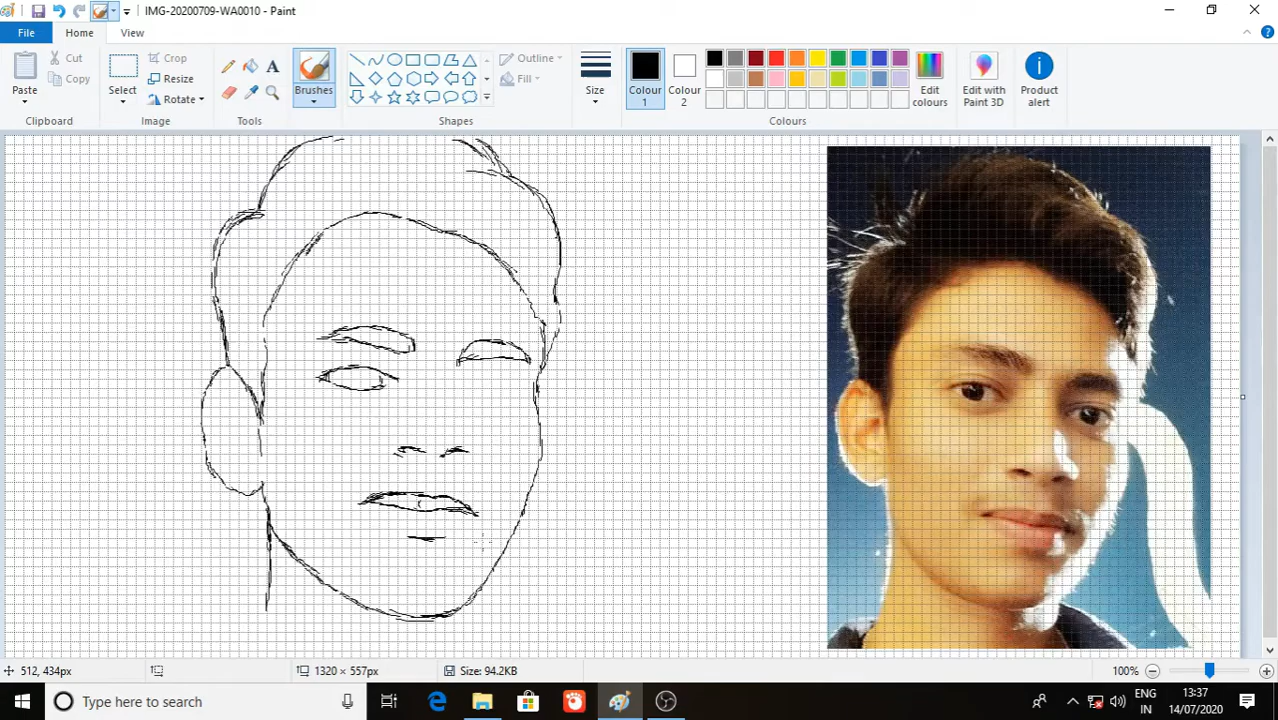 IMG-20200709-WA0010 - Paint
File
Home
View
Paste
Cut
Copy
Clipboard
Select
Crop
Resize
Rotate
Image
A
Tools
Brushes
Outline
Fill
Shapes
Size
Colour 1
Colour 2
Edit colours
Edit with Paint 3D
Product alert
Colours
512, 434px
1320 × 557px
Size: 94.2KB
100%
Type here to search
ENG
IN
13:37
14/07/2020